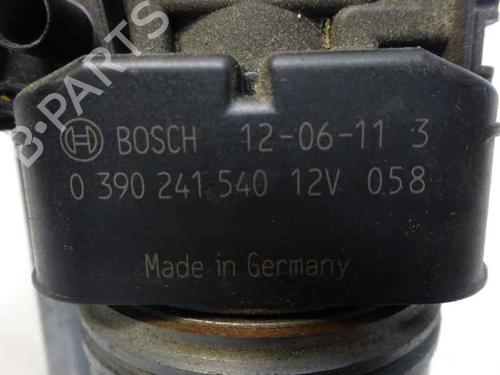 B-PARTS
BOSCH 12-06-11 3
0 390 241 540 12V 058
Made in Germany